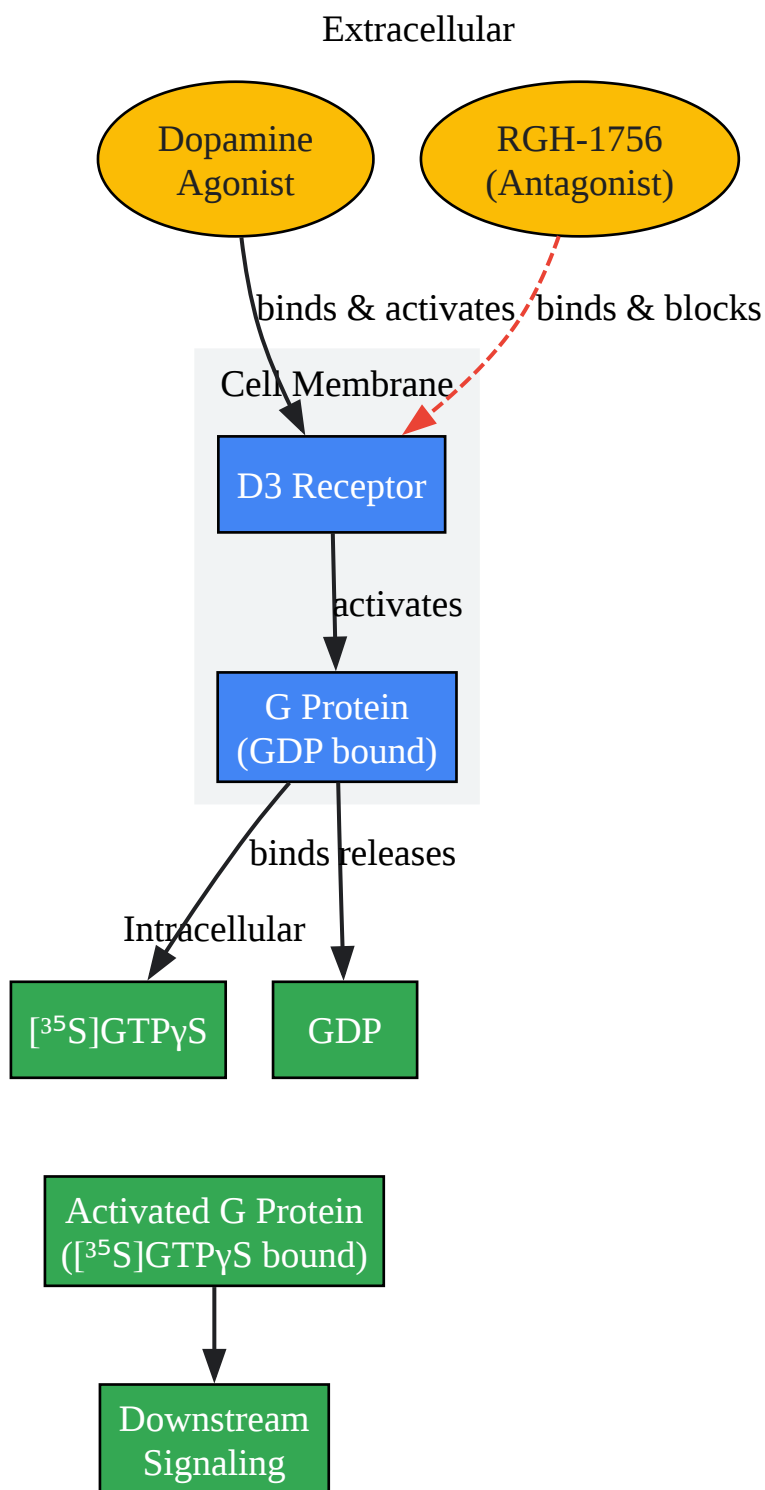 Extracellular
Dopamine
Agonist
RGH-1756
(Antagonist)
binds & activates
binds & blocks
Cell Membrane
D3 Receptor
activates
G Protein
(GDP bound)
binds
releases
Intracellular
[³⁵S]GTPγS
GDP
Activated G Protein
([³⁵S]GTPγS bound)
Downstream
Signaling